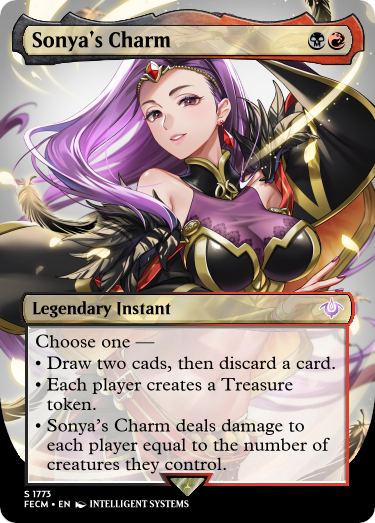 Sonya's Charm
Legendary Instant
Choose one —
• Draw two cads, then discard a card.
• Each player creates a Treasure
token.
• Sonya's Charm deals damage to
each player equal to the number of
creatures they control.
S 1773
FECM • EN INTELLIGENT SYSTEMS